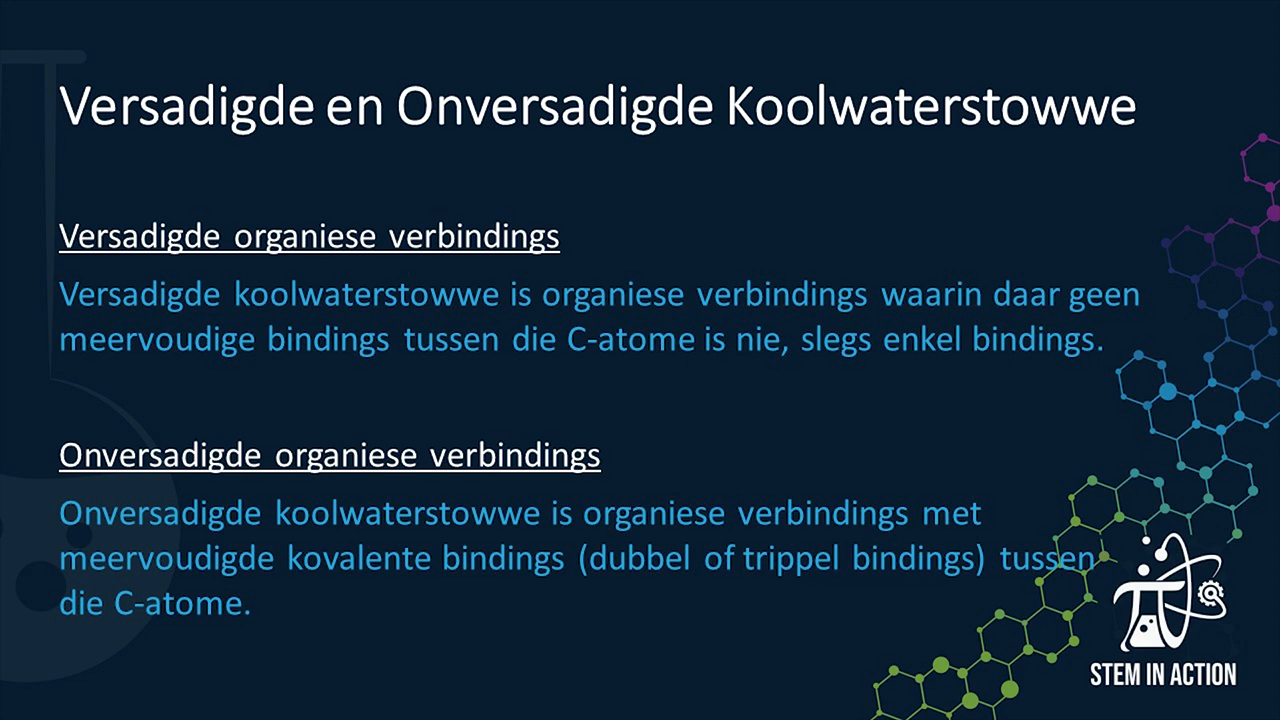 Versadigde en Onversadigde Koolwaterstowwe
Versadigde organiese verbindings
Versadigde koolwaterstowwe is organiese verbindings waarin daar geen
meervoudige bindings tussen die C-atome is nie, slegs enkel bindings.
Onversadigde organiese verbindings
Onversadigde koolwaterstowwe is organiese verbindings met
meervoudigde kovalente bindings (dubbel of trippel bindings) tussen
die C-atome.
STEM IN ACTION